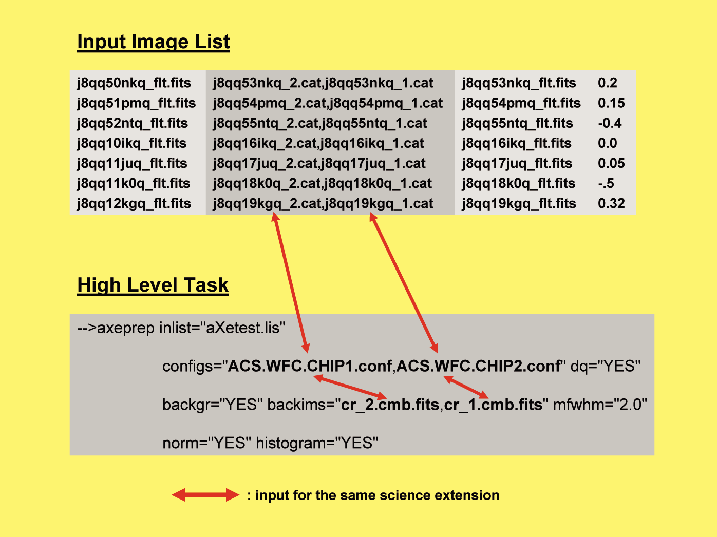 Input Image List
j8qq50nkq_flt.fits j8qq53nkq_2.cat,j8qq53nkq_1.cat j8qq53nkq_flt.fits 0.2
j8qq51pmq_flt.fits j8qq54pmq_2.cat,j8qq54pmq_1.cat j8qq54pmq_flt.fits 0.15
j8qq52ntq_flt.fits j8qq55ntq_2.cat,j8qq55ntq_1.cat j8qq55ntq_flt.fits -0.4
j8qq10ikq_flt.fits j8qq16ikq_2.cat,j8qq16ikq_1.cat j8qq16ikq_flt.fits 0.0
j8qq11juq_flt.fits j8qq17juq_2.cat,j8qq17juq_1.cat j8qq17juq_flt.fits 0.05
j8qq11k0q_flt.fits j8qq18k0q_2.cat,j8qq18k0q_1.cat j8qq18k0q_flt.fits -.5
j8qq12kgq_flt.fits j8qq19kgq_2.cat,j8qq19kgq_1.cat j8qq19kgq_flt.fits 0.32
High Level Task
-->axeprep inlist="aXetest.lis"
configs="ACS.WFC.CHIP1.conf,ACS.WFC.CHIP2.conf" dq="YES"
backgr="YES" backims="cr_2.cmb.fits,cr_1.cmb.fits" mfwhm="2.0"
norm="YES" histogram="YES"
: input for the same science extension